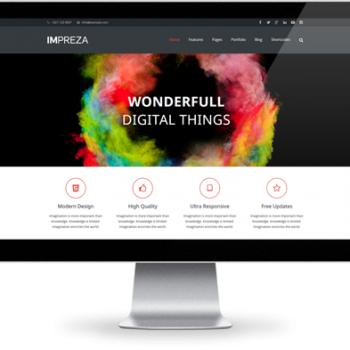 IMPREZA
Home Features Pages Portfolio Blog Shortcodes
WONDERFULL
DIGITAL THINGS
Modern Design
High Quality
Ultra Responsive
Free Updates
Imagination is more important than
knowledge. Knowledge is limited.
Imagination encircles the world.
Imagination is more important than
knowledge. Knowledge is limited.
Imagination encircles the world.
Imagination is more important than
knowledge. Knowledge is limited.
Imagination encircles the world.
Imagination is more important than
knowledge. Knowledge is limited.
Imagination encircles the world.